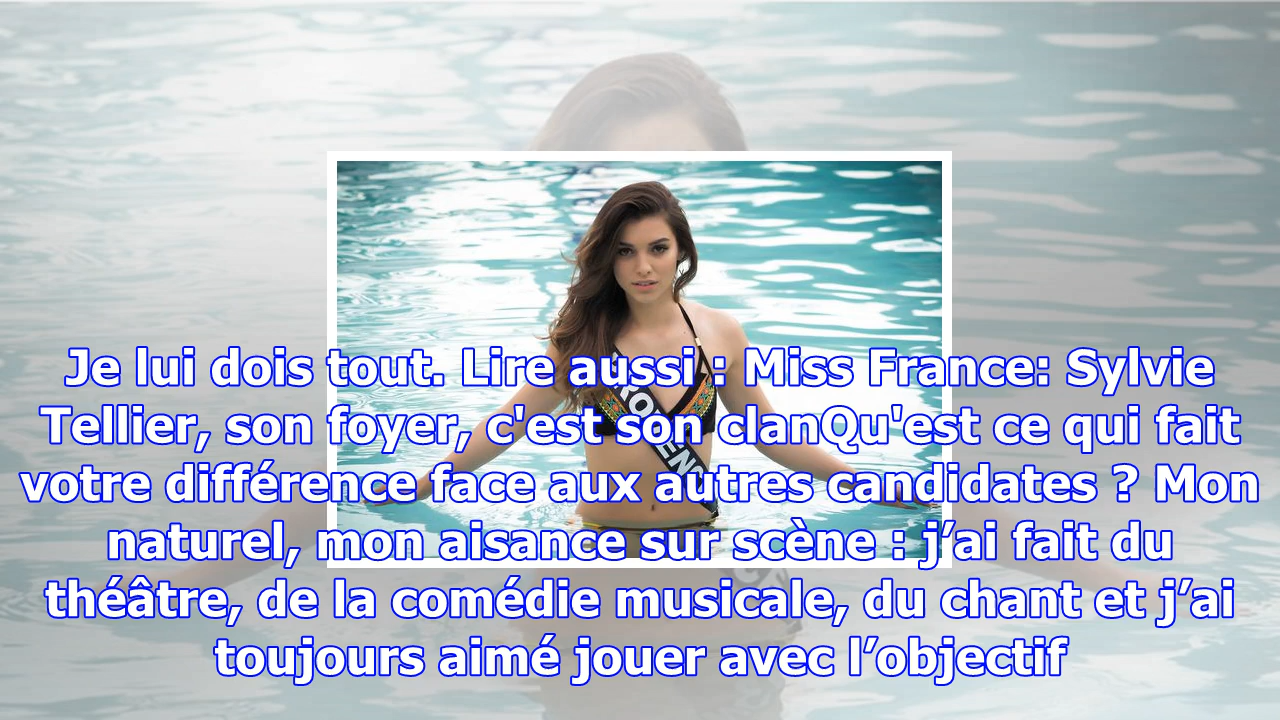 Je lui dois tout. Lire aussi : Miss France: Sylvie
Tellier, son foyer, c'est son clanQu'est ce qui fait
votre différence face aux autres candidates ? Mon
naturel, mon aisance sur scène : j’ai fait du
théâtre, de la comédie musicale, du chant et j’ai
toujours aimé jouer avec l’objectif